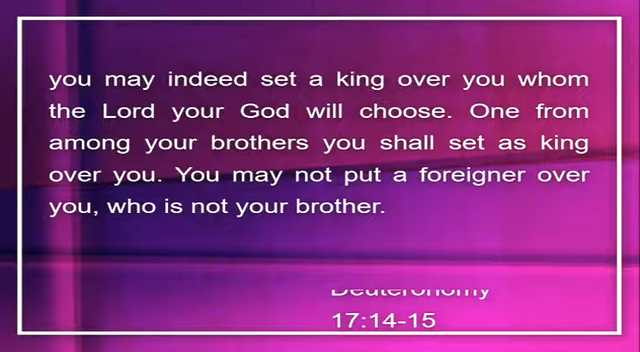 you may indeed set a king over you whom
the Lord your God will choose. One from
among your brothers you shall set as king
over you. You may not put a foreigner over
you, who is not your brother.
Deuteronomy
17:14-15